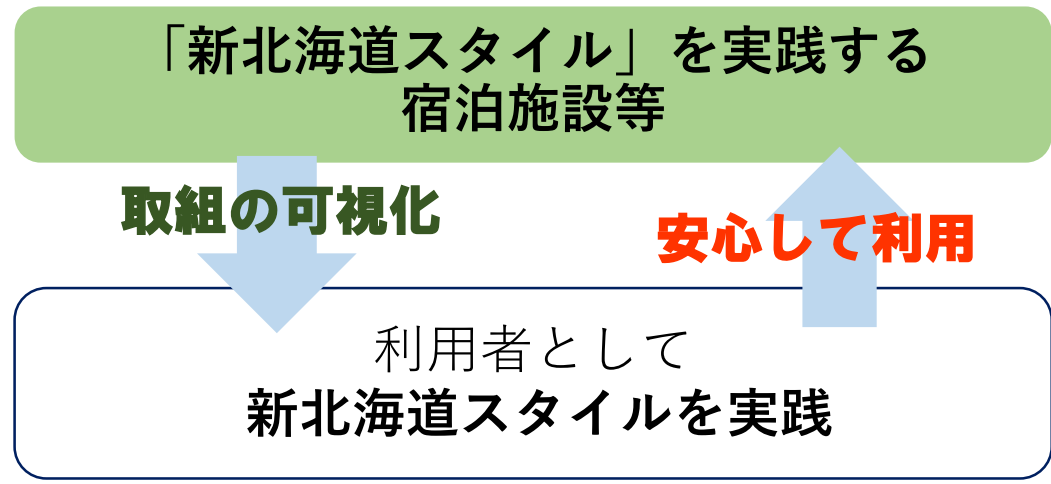 「新北海道スタイル」を実践する
宿泊施設等
取組の可視化
安心して利用
利用者として
新北海道スタイルを実践